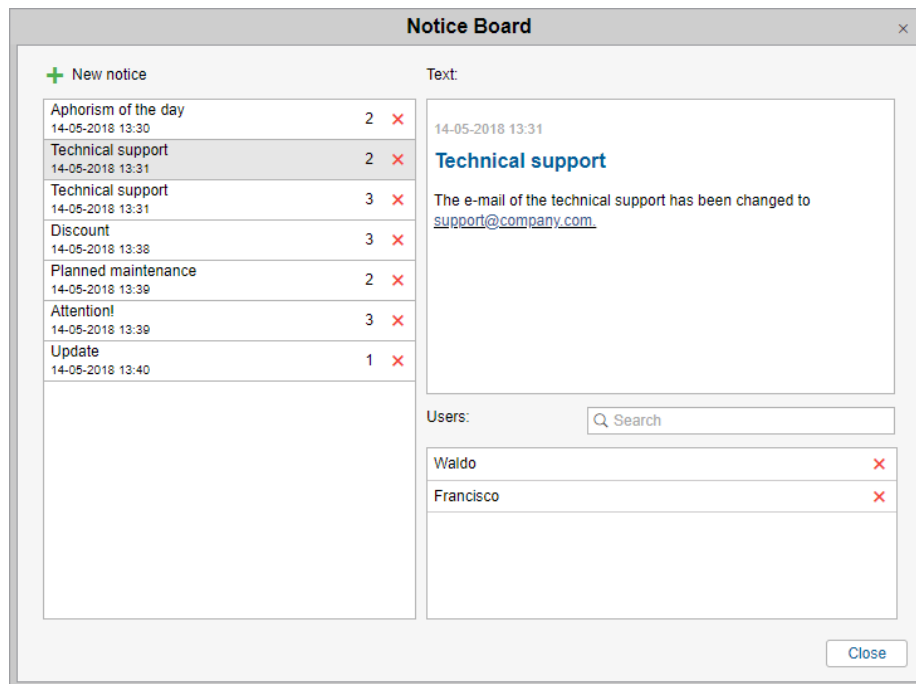 Notice Board
New notice
Aphorism of the day
14-05-2018 13:30
2
Technical support
14-05-2018 13:31
2
Technical support
14-05-2018 13:31
3
Discount
14-05-2018 13:38
3
Planned maintenance
14-05-2018 13:39
2
Attention!
14-05-2018 13:39
3
Update
14-05-2018 13:40
1
Text:
14-05-2018 13:31
Technical support
The e-mail of the technical support has been changed to
support@company.com.
Users:
Search
Waldo
Francisco
Close